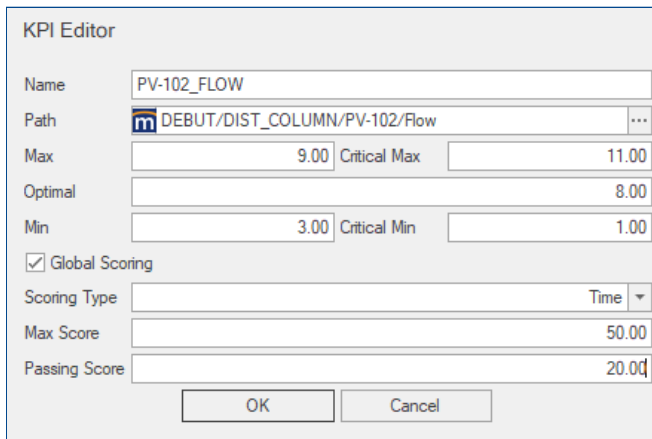 KPI Editor
Name PV-102_FLOW
Path m DEBUT/DIST_COLUMN/PV-102/Flow ...
Max 9.00 Critical Max 11.00
Optimal 8.00
Min 3.00 Critical Min 1.00
Global Scoring
Scoring Type Time
Max Score 50.00
Passing Score 20.00
OK Cancel